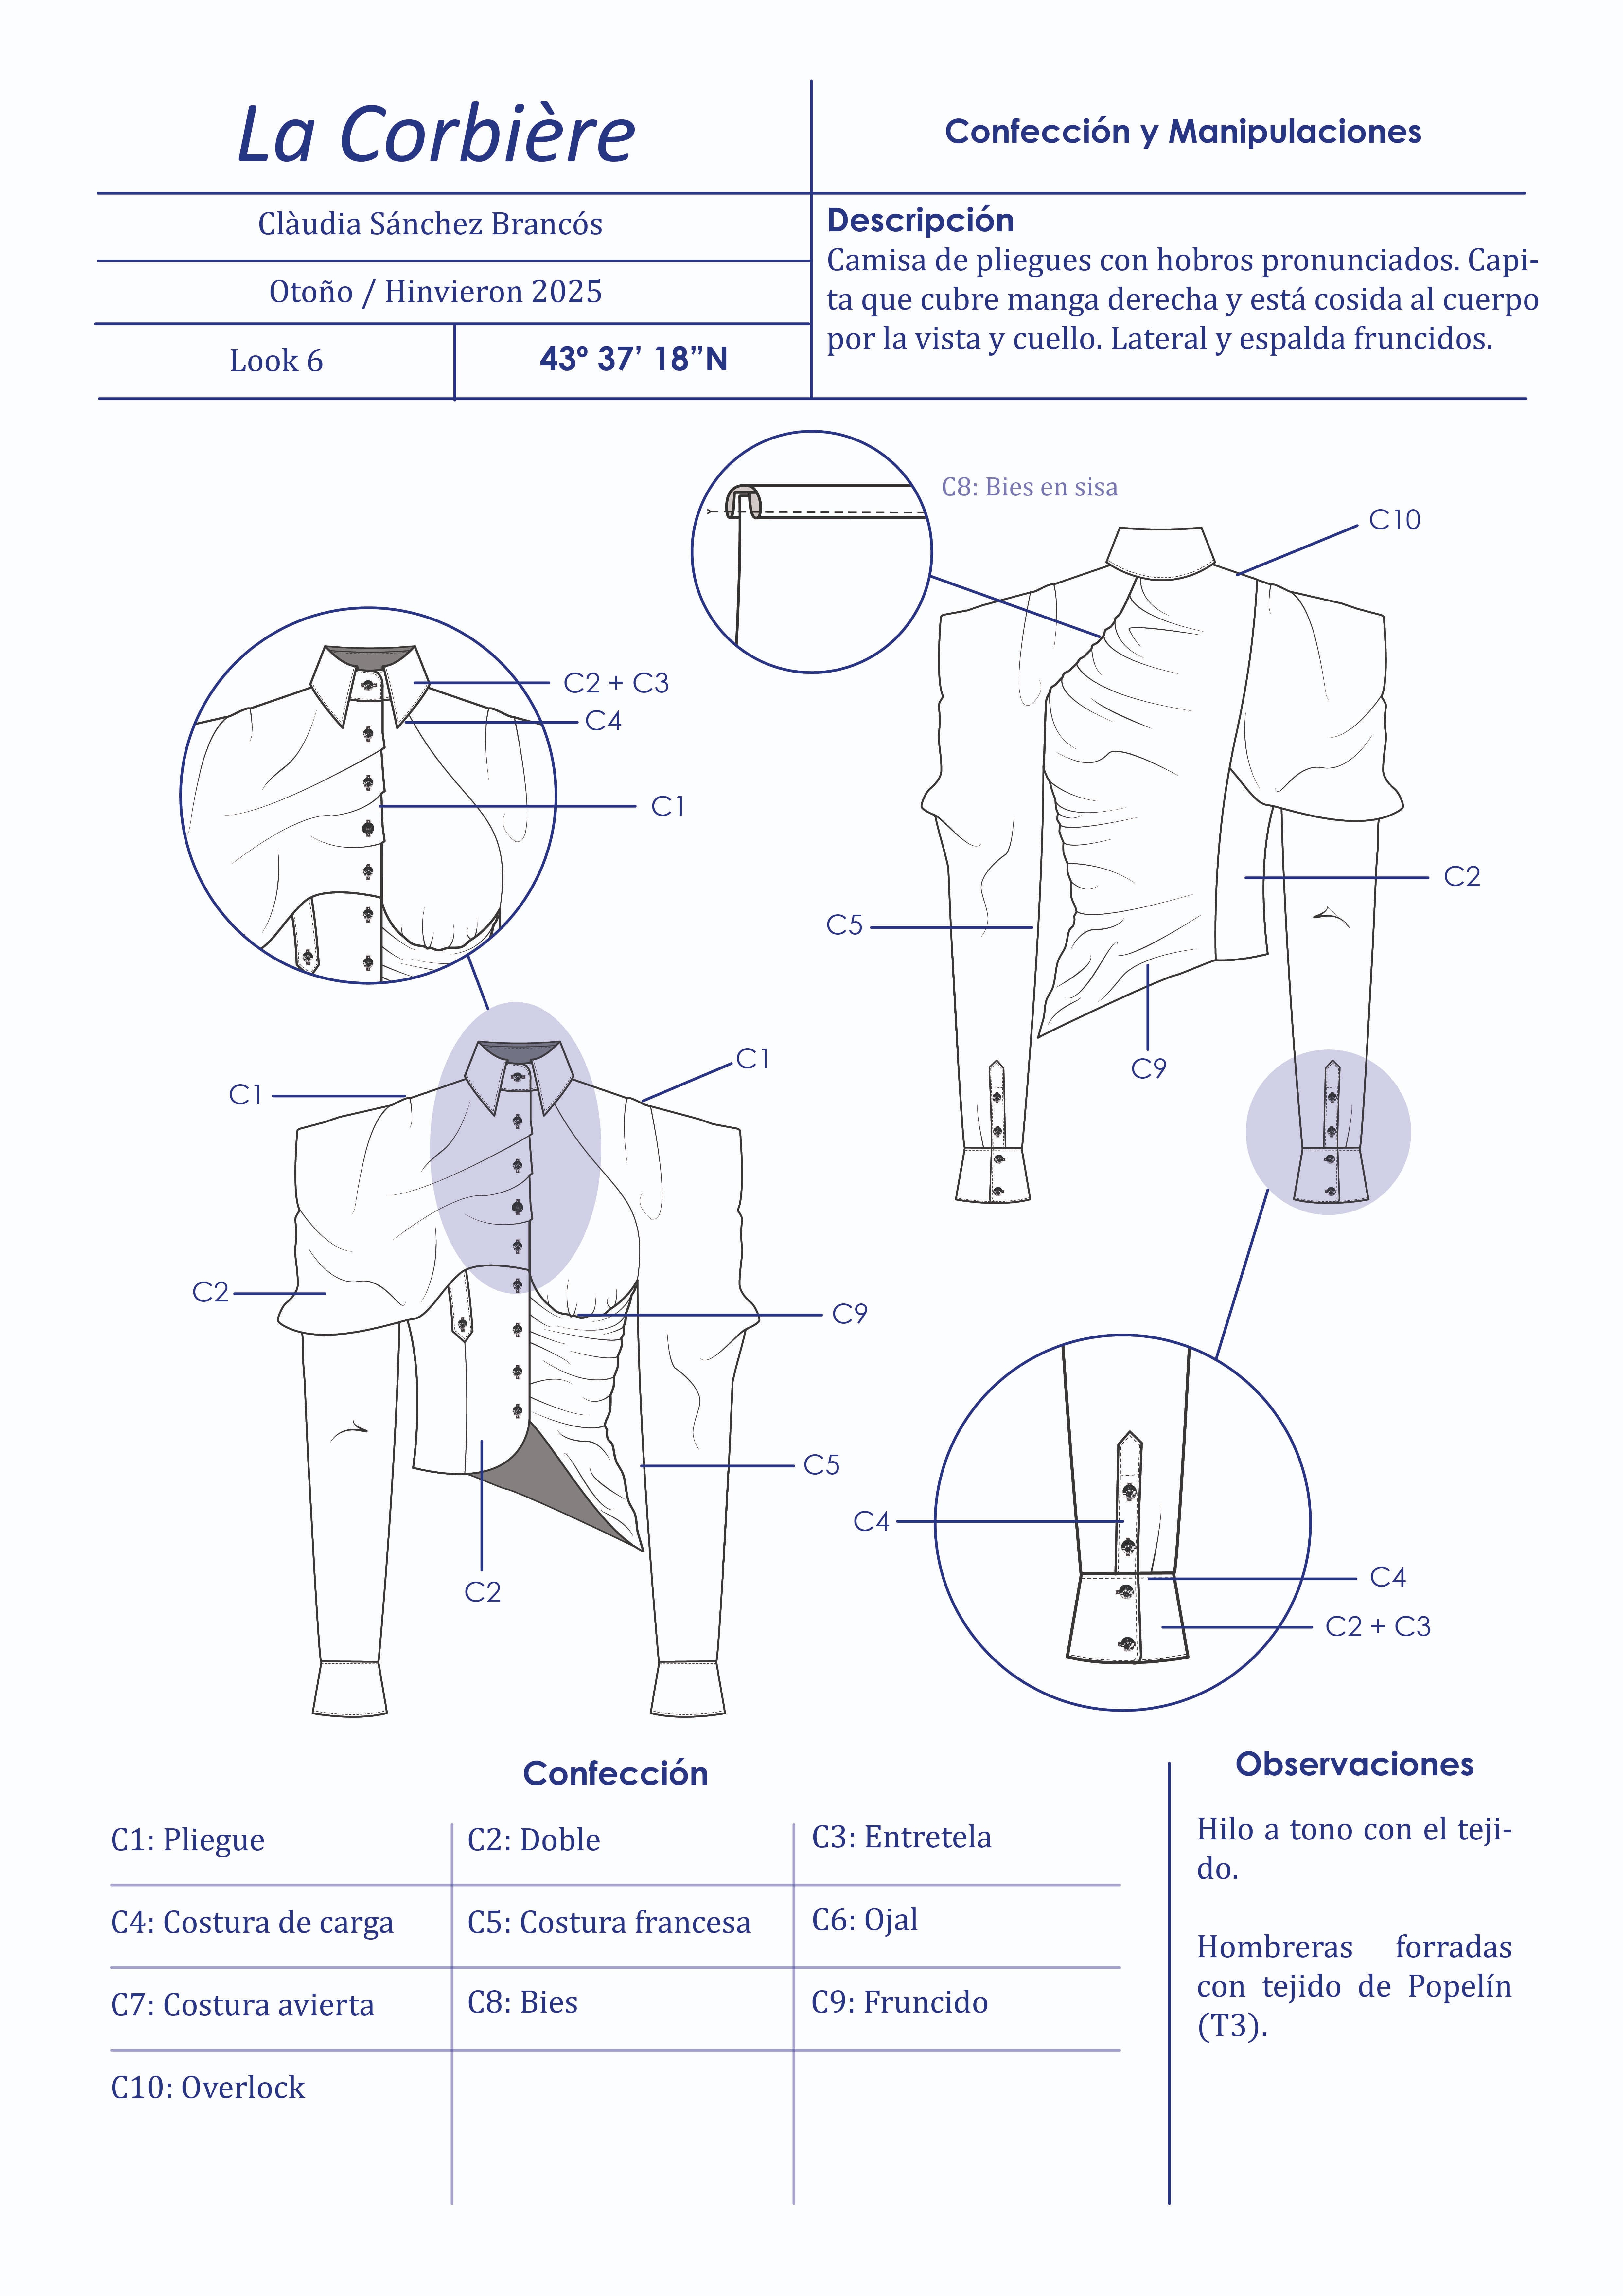 La Corbière
Confección y Manipulaciones
Clàudia Sánchez Brancós
Otoño / Hinvieron 2025
Look 6
43º 37’ 18”N
Descripción
Camisa de pliegues con hobros pronunciados. Capi-
ta que cubre manga derecha y está cosida al cuerpo
por la vista y cuello. Lateral y espalda fruncidos.
C8: Bies en sisa
C10
C2 + C3
C4
C1
C2
C5
C9
C1
C1
C2
C9
C5
C2
C4
C4
C2 + C3
Confección
C1: Pliegue
C2: Doble
C3: Entretela
C4: Costura de carga
C5: Costura francesa
C6: Ojal
C7: Costura avierta
C8: Bies
C9: Fruncido
C10: Overlock
Observaciones
Hilo a tono con el teji-
do.
Hombreras forradas
con tejido de Popelín
(T3).